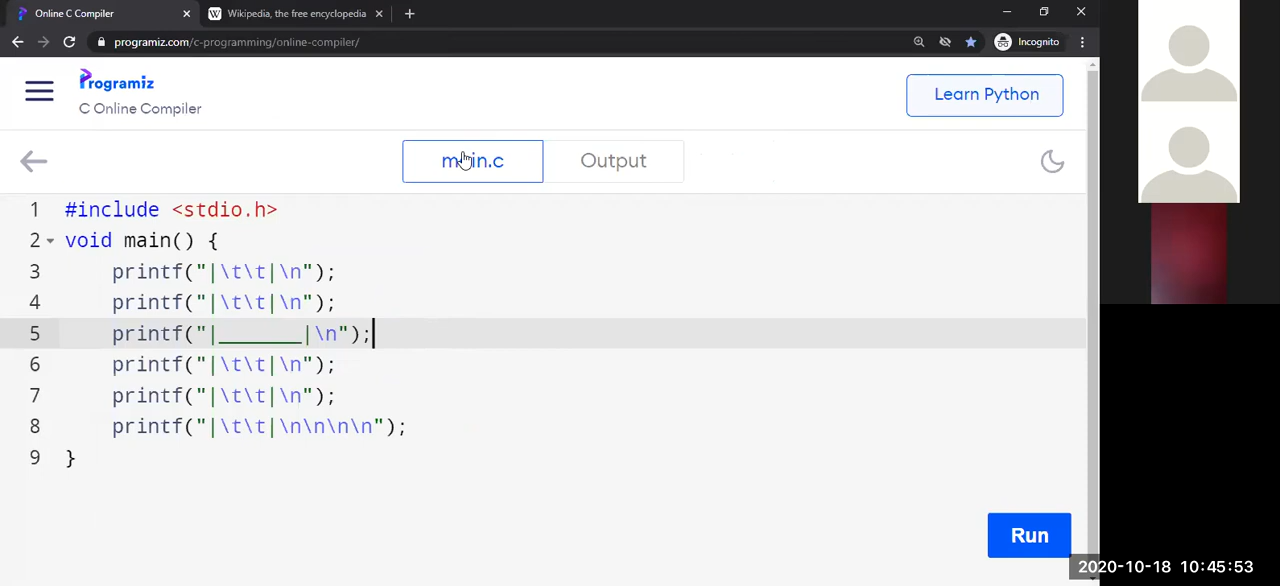 Online C Compiler
Wikipedia, the free encyclopedia
programiz.com/c-programming/online-compiler/
Incognito
Programiz
C Online Compiler
Learn Python
main.c
Output
1 #include <stdio.h>
2 void main() {
3 printf("|\t\t|\n");
4 printf("|\t\t|\n");
5 printf("|_______|\n");
6 printf("|\t\t|\n");
7 printf("|\t\t|\n");
8 printf("|\t\t|\n\n\n\n");
9 }
Run
2020-10-18 10:45:53